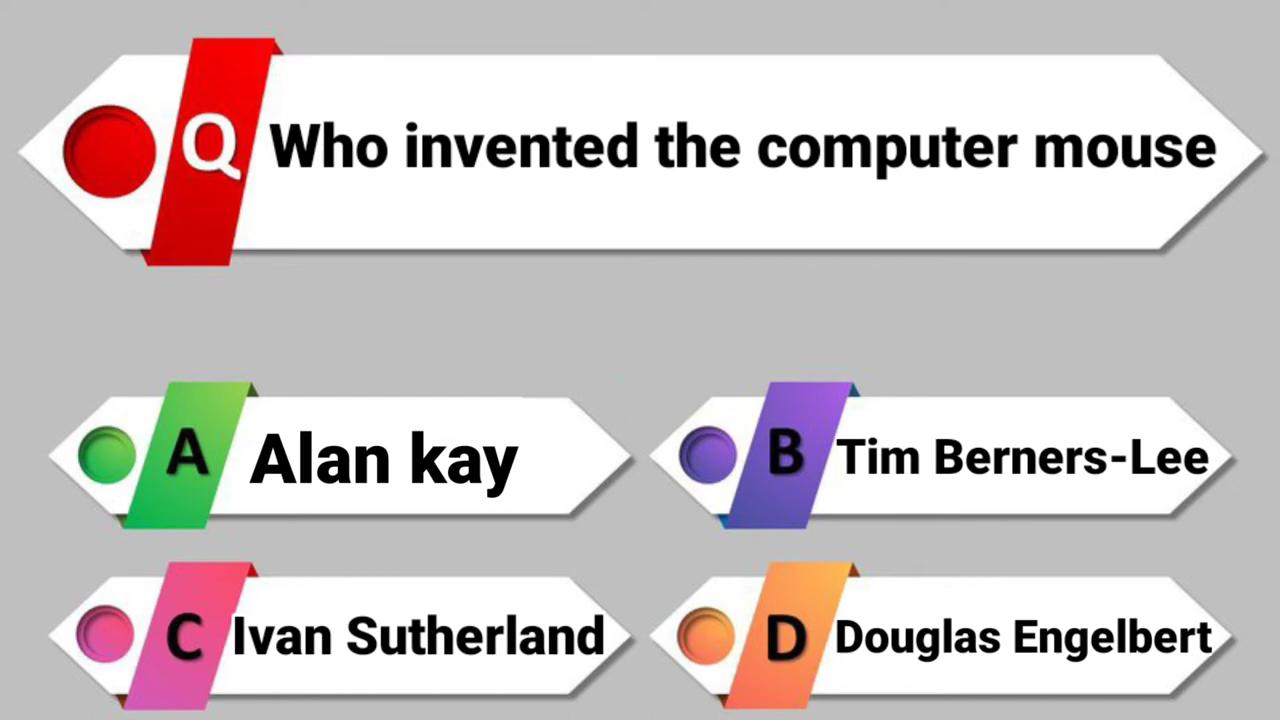 Q Who invented the computer mouse
A Alan kay
B Tim Berners-Lee
C Ivan Sutherland
D Douglas Engelbert